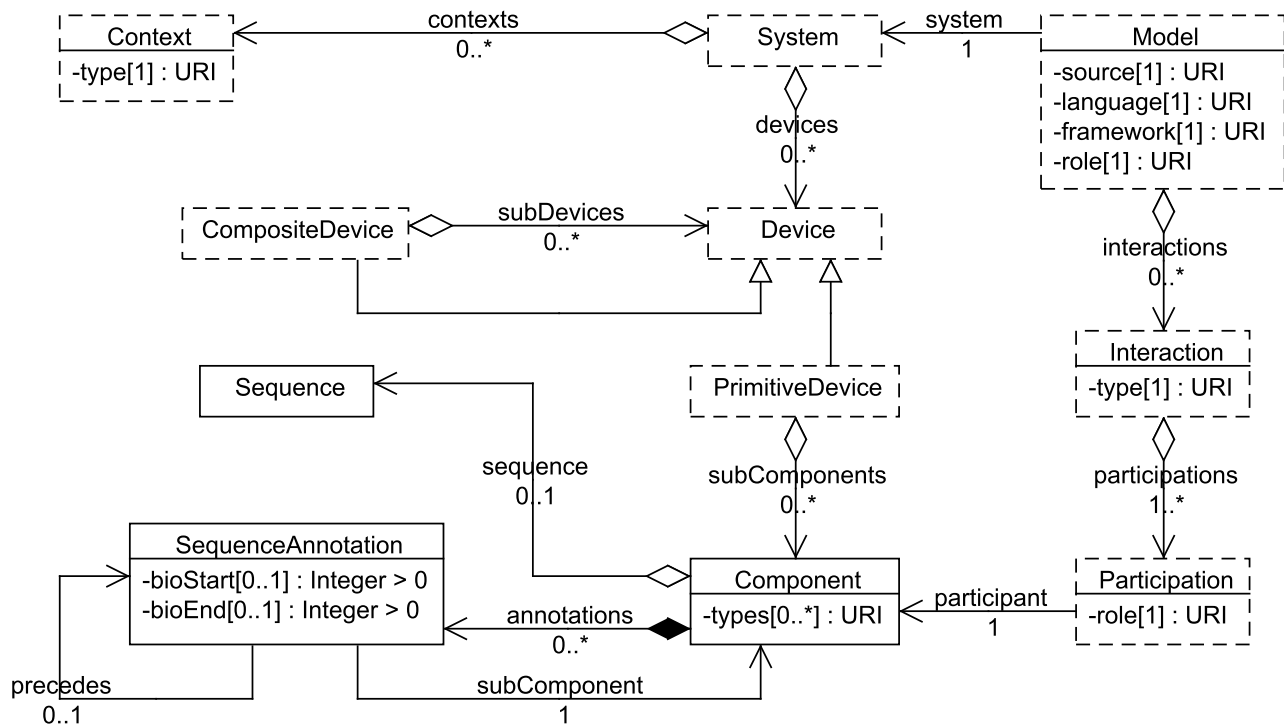 contexts
0..*
system
1
Context
-type[1] : URI
System
Model
-source[1] : URI
-language[1] : URI
-framework[1] : URI
-role[1] : URI
devices
0..*
CompositeDevice
subDevices
0..*
Device
interactions
0..*
Sequence
PrimitiveDevice
Interaction
-type[1] : URI
sequence
0..1
subComponents
0..*
participations
1..*
SequenceAnnotation
-bioStart[0..1] : Integer > 0
-bioEnd[0..1] : Integer > 0
annotations
0..*
Component
-types[0..*] : URI
participant
1
Participation
-role[1] : URI
precedes
0..1
subComponent
1